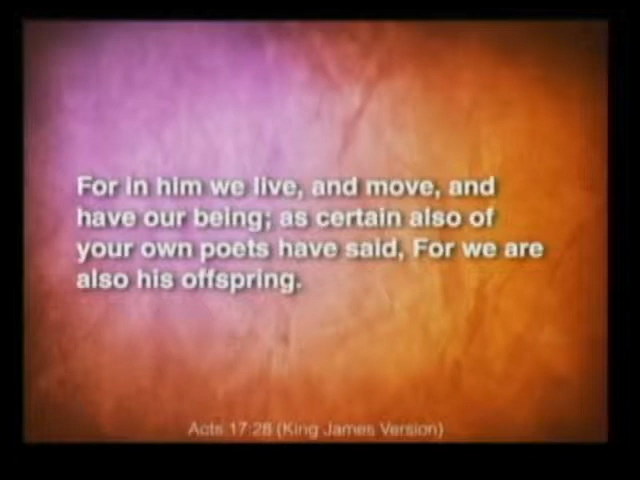 For in him we live, and move, and
have our being; as certain also of
your own poets have said, For we are
also his offspring.
Acts 17:28 (King James Version)